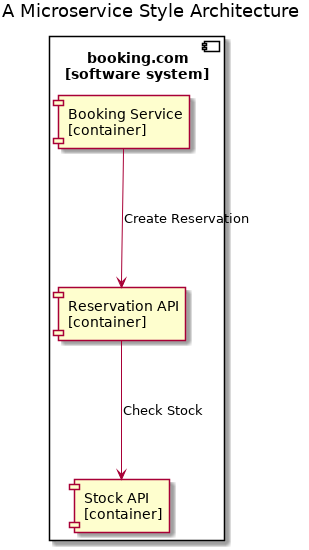 A Microservice Style Architecture
booking.com
[software system]
Booking Service
[container]
Create Reservation
Reservation API
[container]
Check Stock
Stock API
[container]